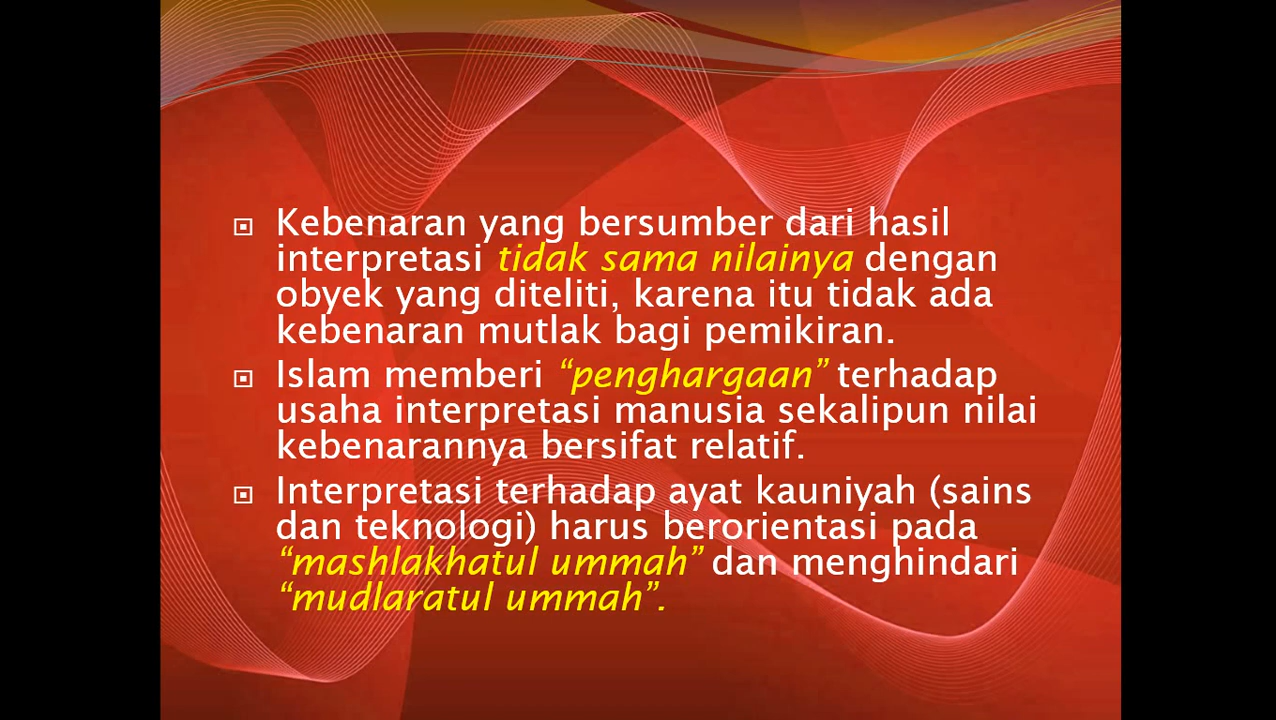 Kebenaran yang bersumber dari hasil
interpretasi tidak sama nilainya dengan
obyek yang diteliti, karena itu tidak ada
kebenaran mutlak bagi pemikiran.
Islam memberi “penghargaan” terhadap
usaha interpretasi manusia sekalipun nilai
kebenarannya bersifat relatif.
Interpretasi terhadap ayat kauniyah (sains
dan teknologi) harus berorientasi pada
“mashlakhatul ummah” dan menghindari
“mudlaratul ummah”.